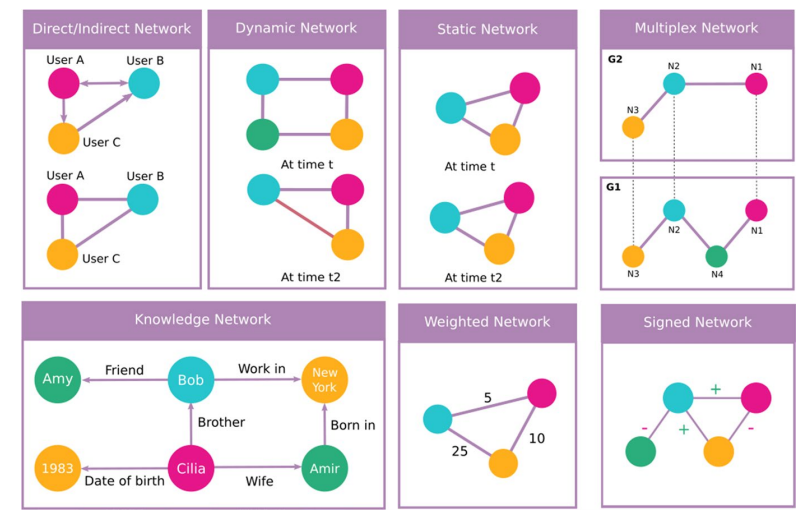 Direct/Indirect Network
User A
User B
User C
User A
User B
User C
Dynamic Network
At time t
At time t2
Static Network
At time t
At time t2
Multiplex Network
G2
N2
N1
N3
G1
N2
N1
N3
N4
Knowledge Network
Amy
Friend
Bob
Work in
New
York
Brother
Born in
1983
Date of birth
Cilia
Wife
Amir
Weighted Network
5
10
25
Signed Network
+
-
+
-